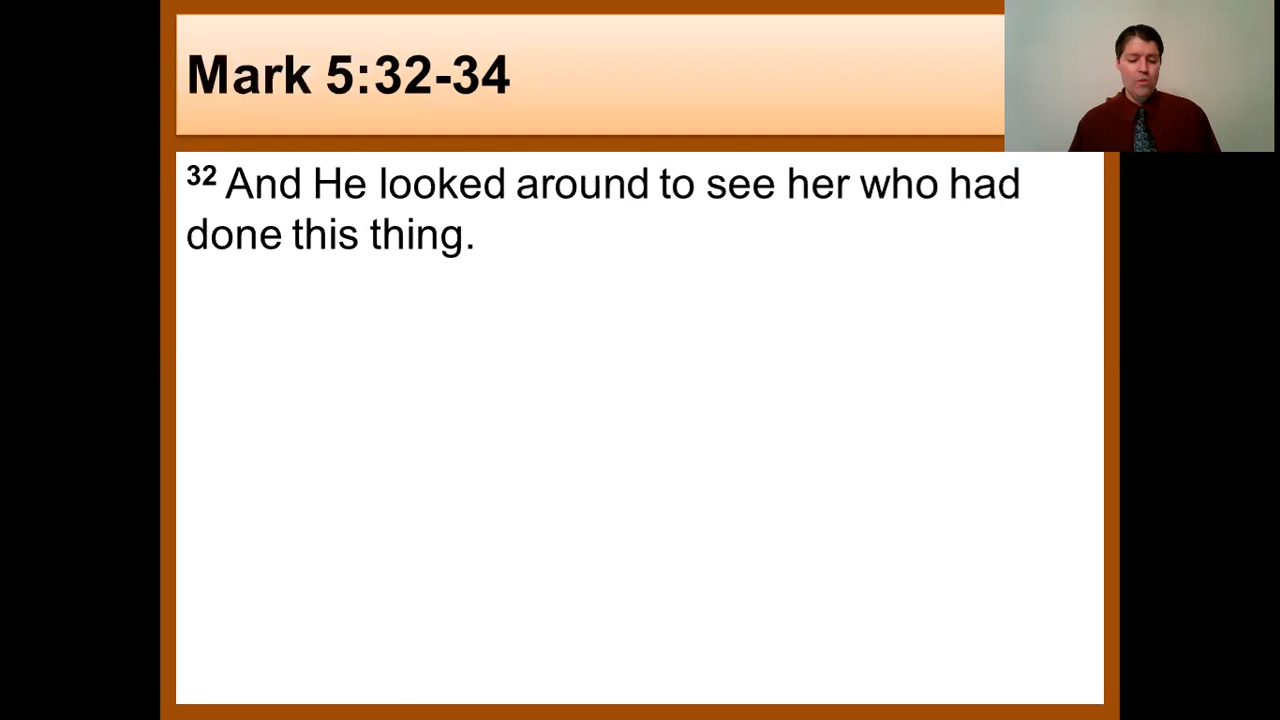 Mark 5:32-34
32 And He looked around to see her who had
done this thing.